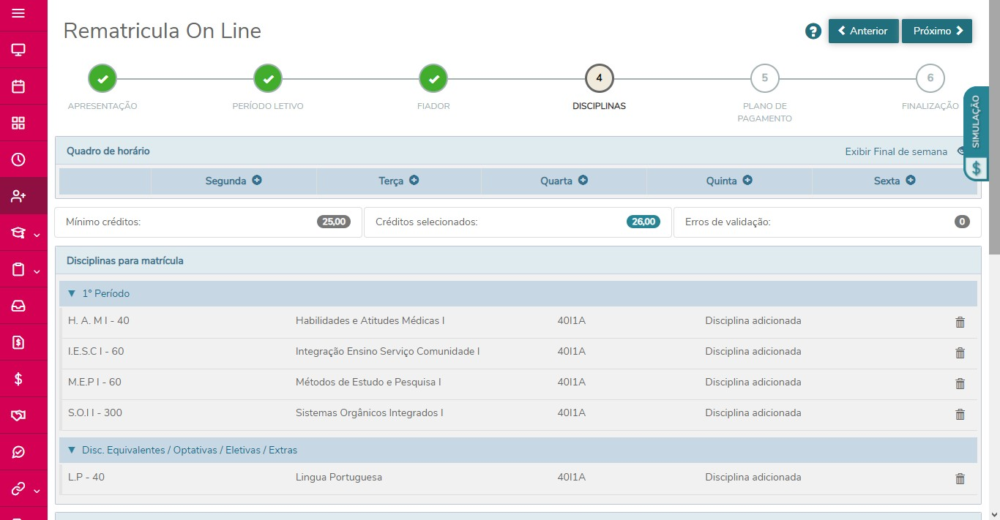 Rematricula On Line
? Anterior Próximo
4 5 6
APRESENTAÇÃO PERÍODO LETIVO FIADOR DISCIPLINAS PLANO DE PAGAMENTO FINALIZAÇÃO
SIMULAÇÃO
$
Quadro de horário Exibir Final de semana
Segunda Terça Quarta Quinta Sexta
Mínimo créditos: 25,00 Créditos selecionados: 26,00 Erros de validação: 0
Disciplinas para matrícula
1º Período
H. A. M I - 40 Habilidades e Atitudes Médicas I 40I1A Disciplina adicionada
I.E.S.C I - 60 Integração Ensino Serviço Comunidade I 40I1A Disciplina adicionada
M.E.P I - 60 Métodos de Estudo e Pesquisa I 40I1A Disciplina adicionada
S.O.I I - 300 Sistemas Orgânicos Integrados I 40I1A Disciplina adicionada
Disc. Equivalentes / Optativas / Eletivas / Extras
L.P - 40 Lingua Portuguesa 40I1A Disciplina adicionada